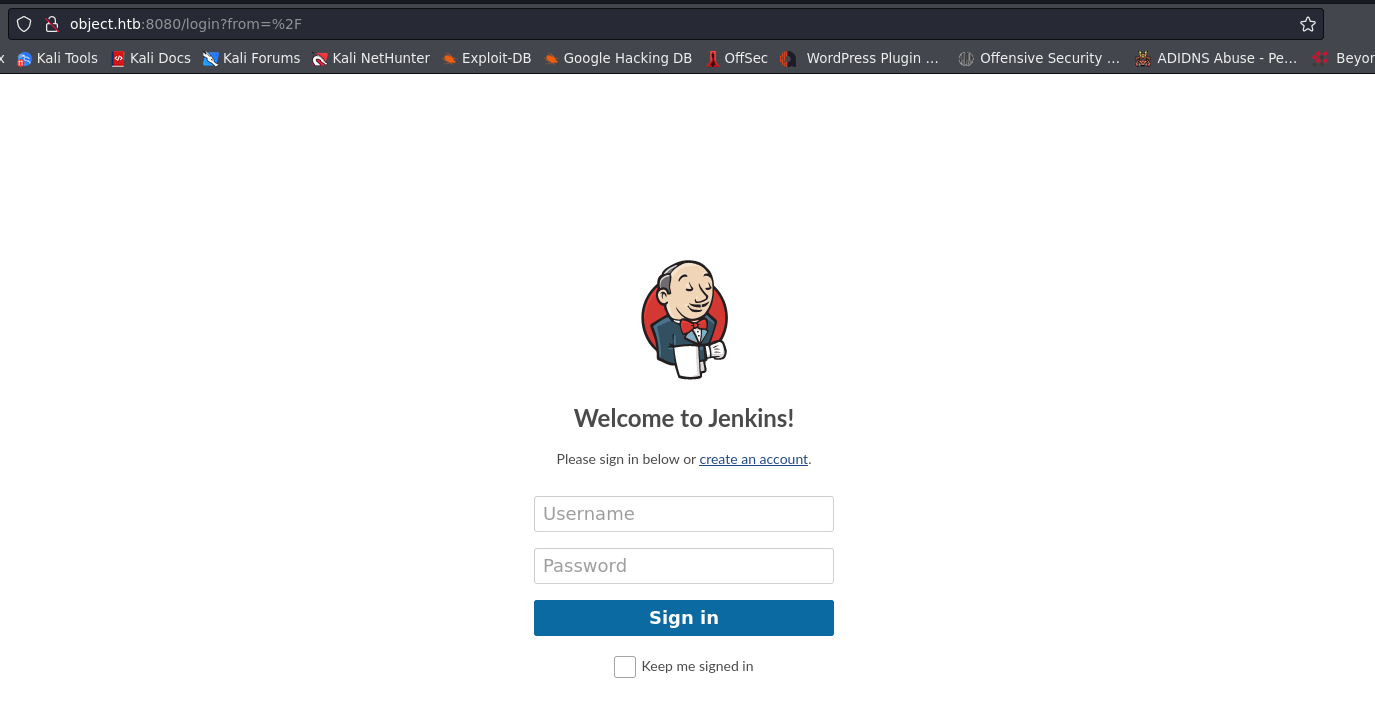 object.htb:8080/login?from=%2F
x Kali Tools Kali Docs Kali Forums Kali NetHunter Exploit-DB Google Hacking DB OffSec WordPress Plugin … Offensive Security … ADIDNS Abuse - Pe… Beyor
Welcome to Jenkins!
Please sign in below or create an account.
Username
Password
Sign in
Keep me signed in